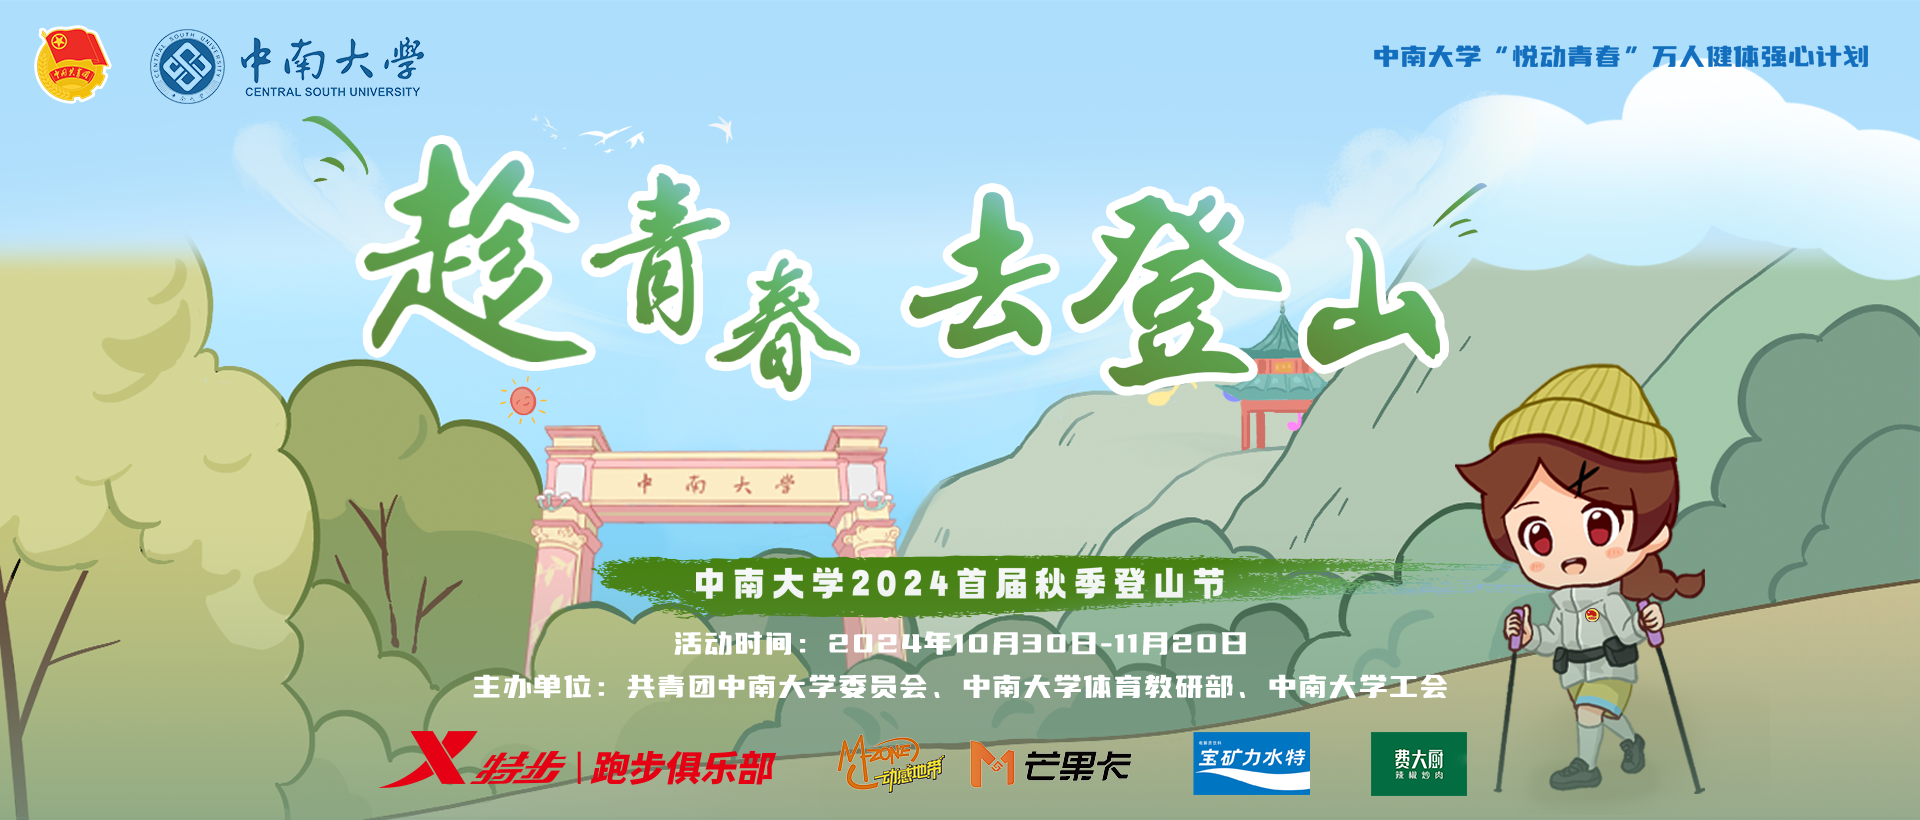 中南大学
CENTRAL SOUTH UNIVERSITY
中南大学“悦动青春”万人健体强心计划
趁青春 去登山
中南大学
中南大学2024首届秋季登山节
活动时间：2024年10月30日-11月20日
主办单位：共青团中南大学委员会、中南大学体育教研部、中南大学工会
特步|跑步俱乐部
M-ZONE
动感地带
芒果卡
宝矿力水特
费大厨
辣椒炒肉